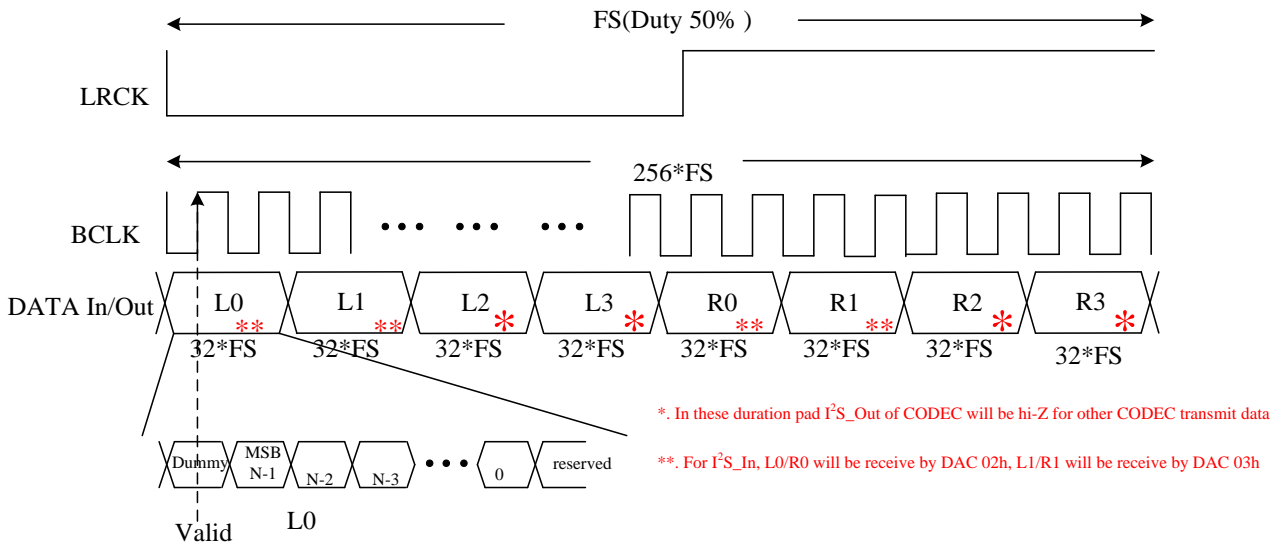 FS(Duty 50% )
LRCK
256*FS
BCLK
••• ••• •••
DATA In/Out
L0 L1 L2 L3 R0 R1 R2 R3
** ** * * ** ** * *
32*FS 32*FS 32*FS 32*FS 32*FS 32*FS 32*FS 32*FS
*. In these duration pad I²S_Out of CODEC will be hi-Z for other CODEC transmit data
Dummy MSB N-1 N-2 N-3 ••• 0 reserved
**. For I²S_In, L0/R0 will be receive by DAC 02h, L1/R1 will be receive by DAC 03h
L0
Valid